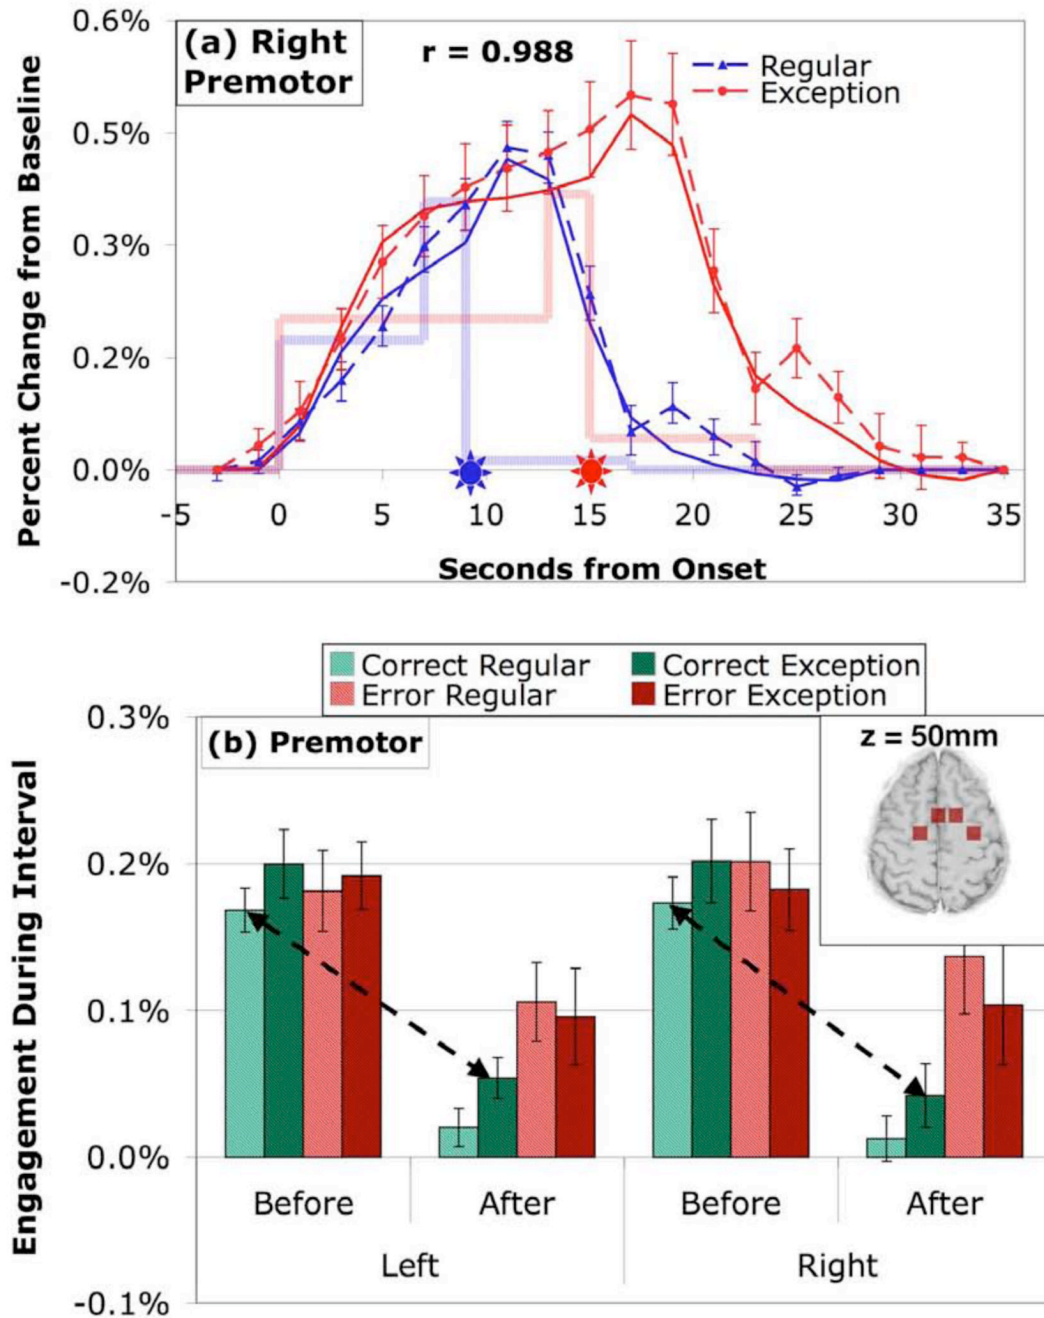 0.6%
(a) Right
Premotor
r = 0.988
Regular
Exception
0.5%
0.3%
0.2%
0.0%
-0.2%
Percent Change from Baseline
-5 0 5 10 15 20 25 30 35
Seconds from Onset
Correct Regular Correct Exception
Error Regular Error Exception
0.3%
(b) Premotor
z = 50mm
0.2%
0.1%
0.0%
-0.1%
Engagement During Interval
Before After Before After
Left Right